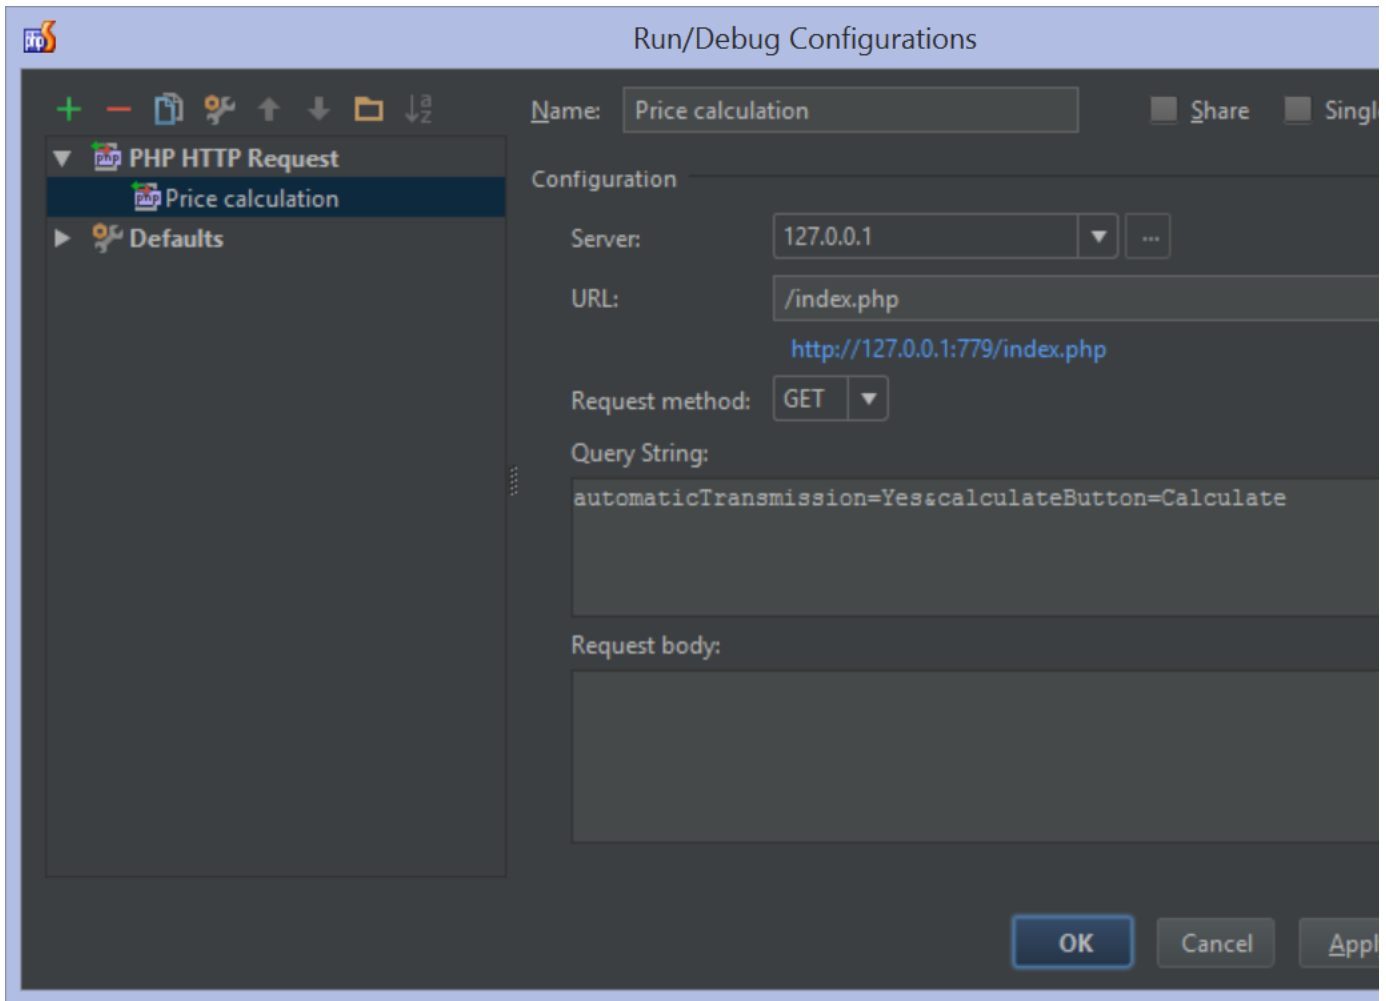 Run/Debug Configurations
Name: Price calculation Share Singl
PHP HTTP Request
Price calculation
Defaults
Configuration
Server: 127.0.0.1 ...
URL: /index.php
http://127.0.0.1:779/index.php
Request method: GET
Query String:
automaticTransmission=Yes&calculateButton=Calculate
Request body:
OK Cancel Appl